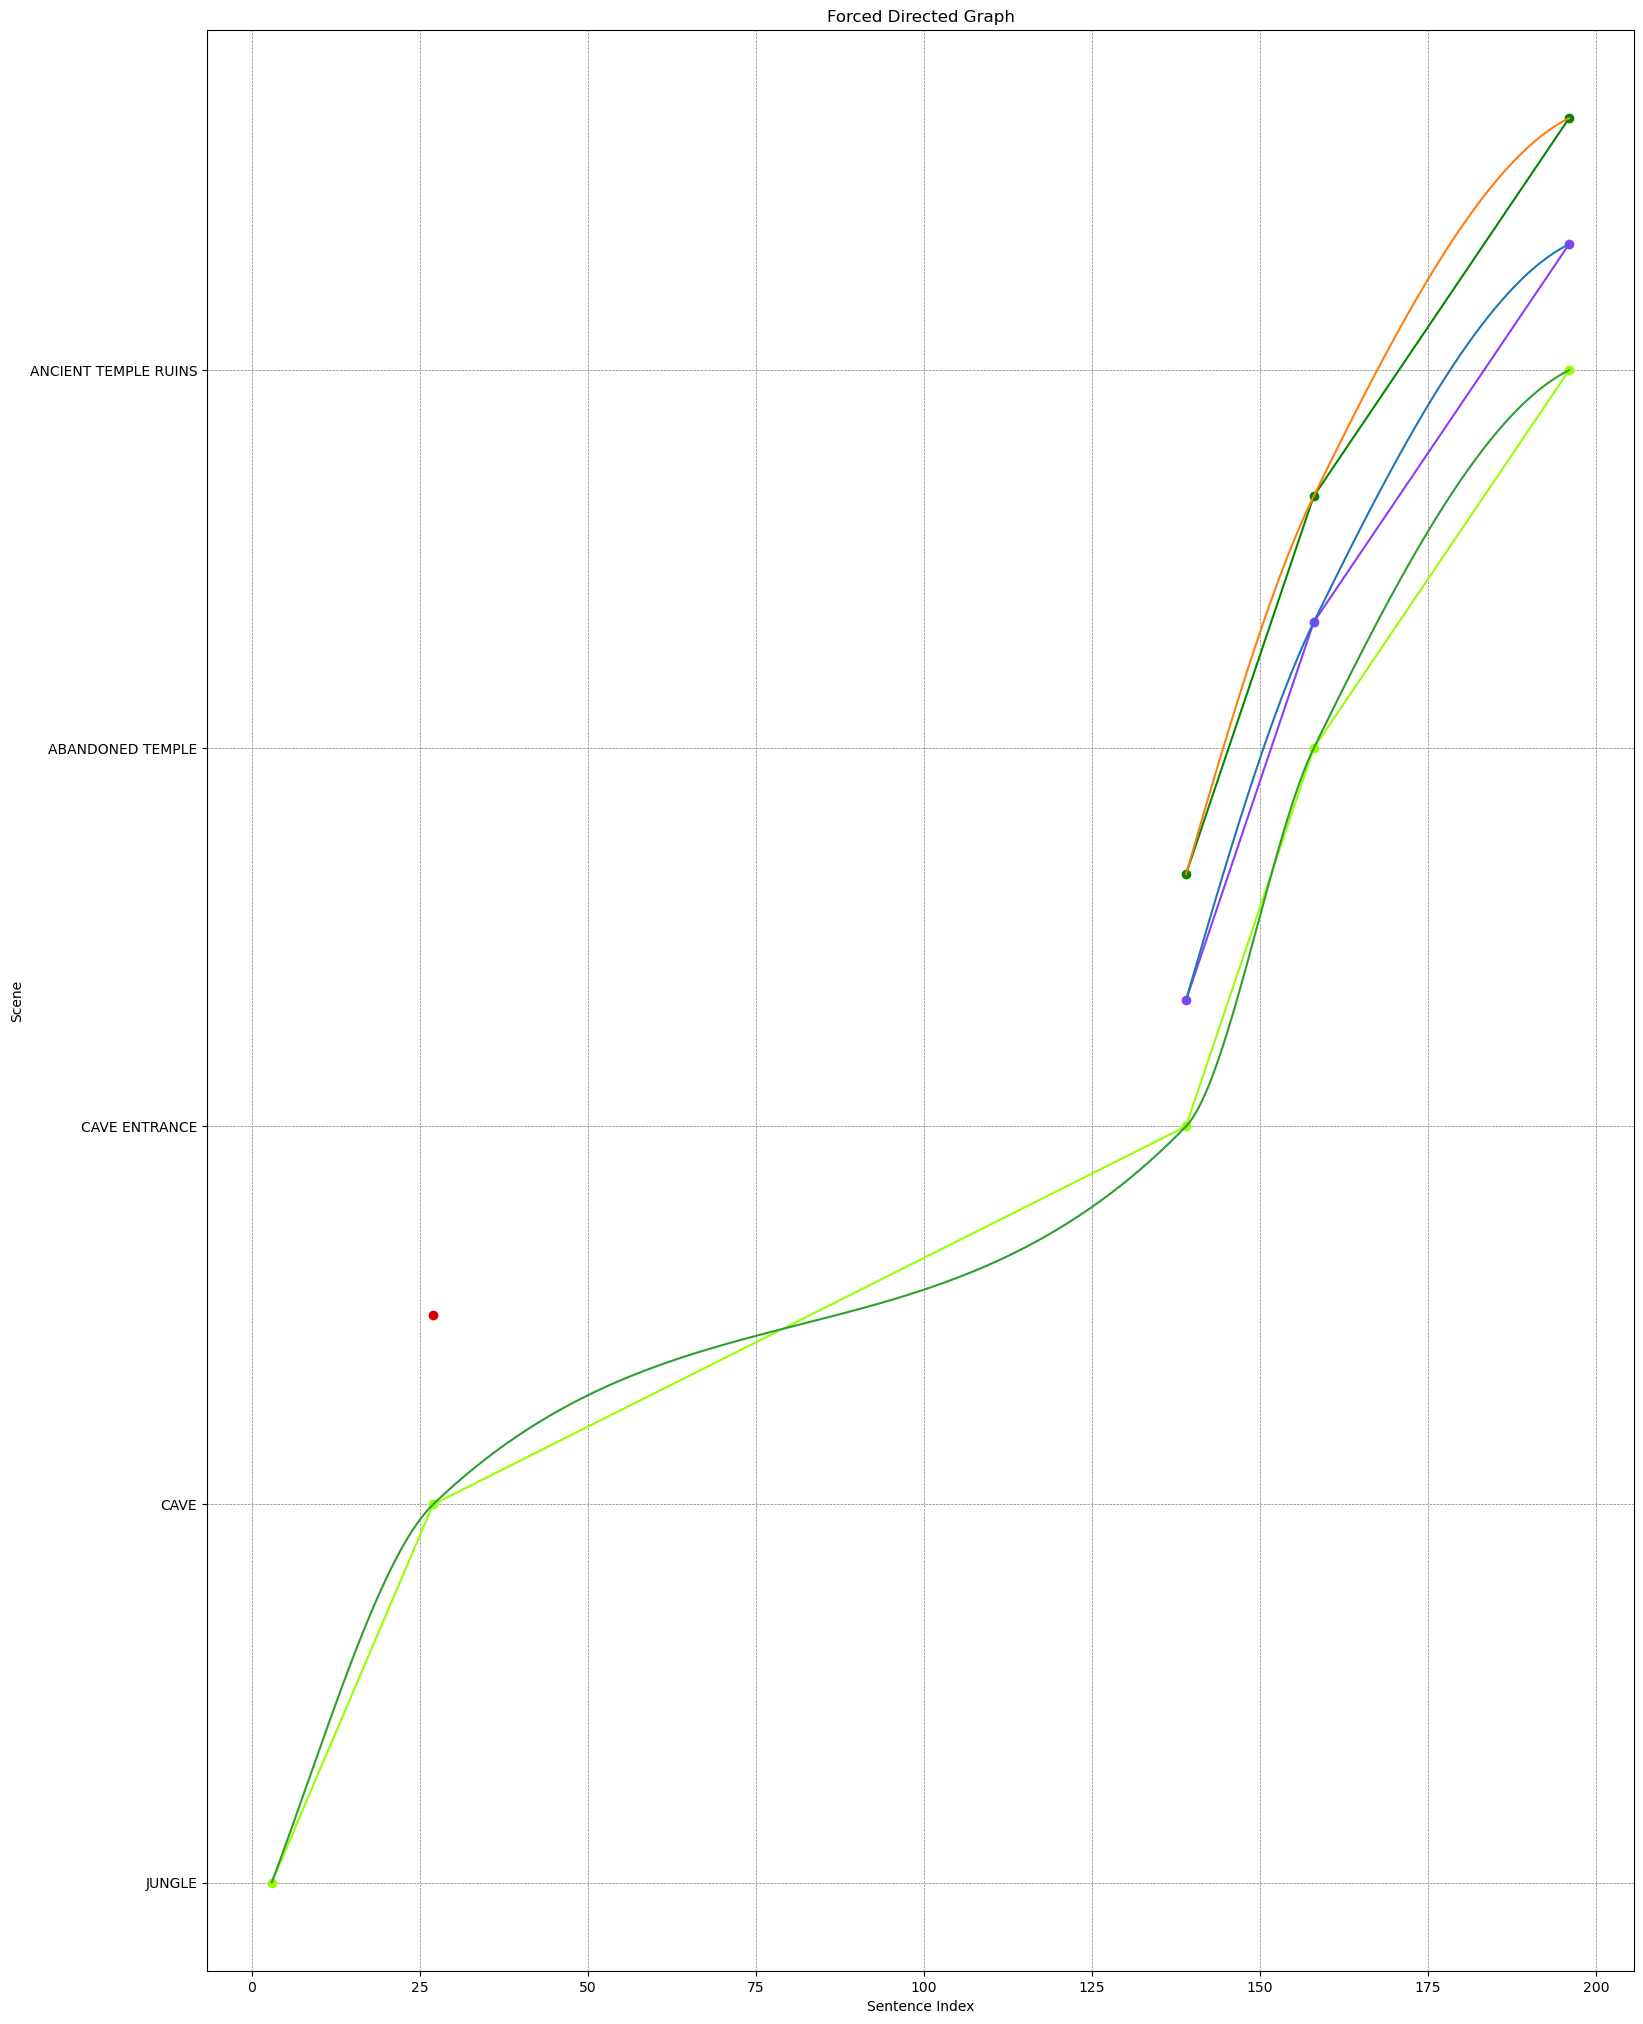 Forced Directed Graph
ANCIENT TEMPLE RUINS
ABANDONED TEMPLE
Scene
CAVE ENTRANCE
CAVE
JUNGLE
0 25 50 75 100 125 150 175 200
Sentence Index